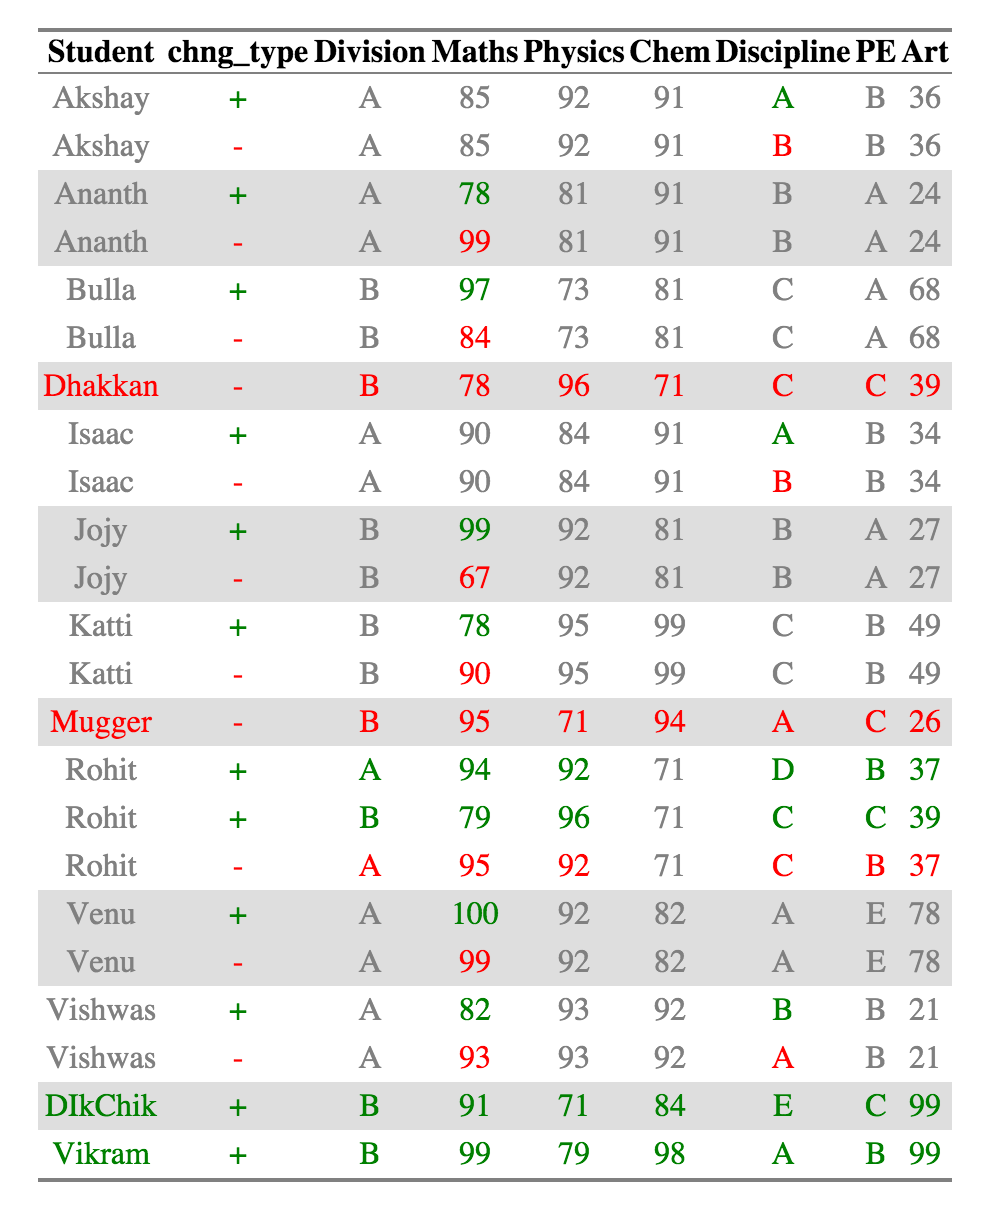 Student chng_type Division Maths Physics Chem Discipline PE Art
Akshay + A 85 92 91 A B 36
Akshay - A 85 92 91 B B 36
Ananth + A 78 81 91 B A 24
Ananth - A 99 81 91 B A 24
Bulla + B 97 73 81 C A 68
Bulla - B 84 73 81 C A 68
Dhakkan - B 78 96 71 C C 39
Isaac + A 90 84 91 A B 34
Isaac - A 90 84 91 B B 34
Jojy + B 99 92 81 B A 27
Jojy - B 67 92 81 B A 27
Katti + B 78 95 99 C B 49
Katti - B 90 95 99 C B 49
Mugger - B 95 71 94 A C 26
Rohit + A 94 92 71 D B 37
Rohit + B 79 96 71 C C 39
Rohit - A 95 92 71 C B 37
Venu + A 100 92 82 A E 78
Venu - A 99 92 82 A E 78
Vishwas + A 82 93 92 B B 21
Vishwas - A 93 93 92 A B 21
DIkChik + B 91 71 84 E C 99
Vikram + B 99 79 98 A B 99